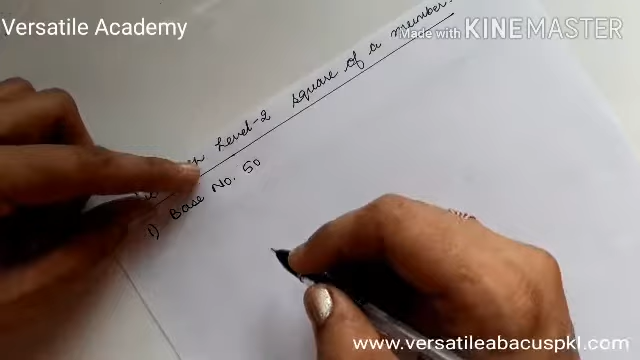 Versatile Academy
Made with KINEMASTER
Level-2 square of a number.
1) Base No. 50
www.versatileabacuspkl.com